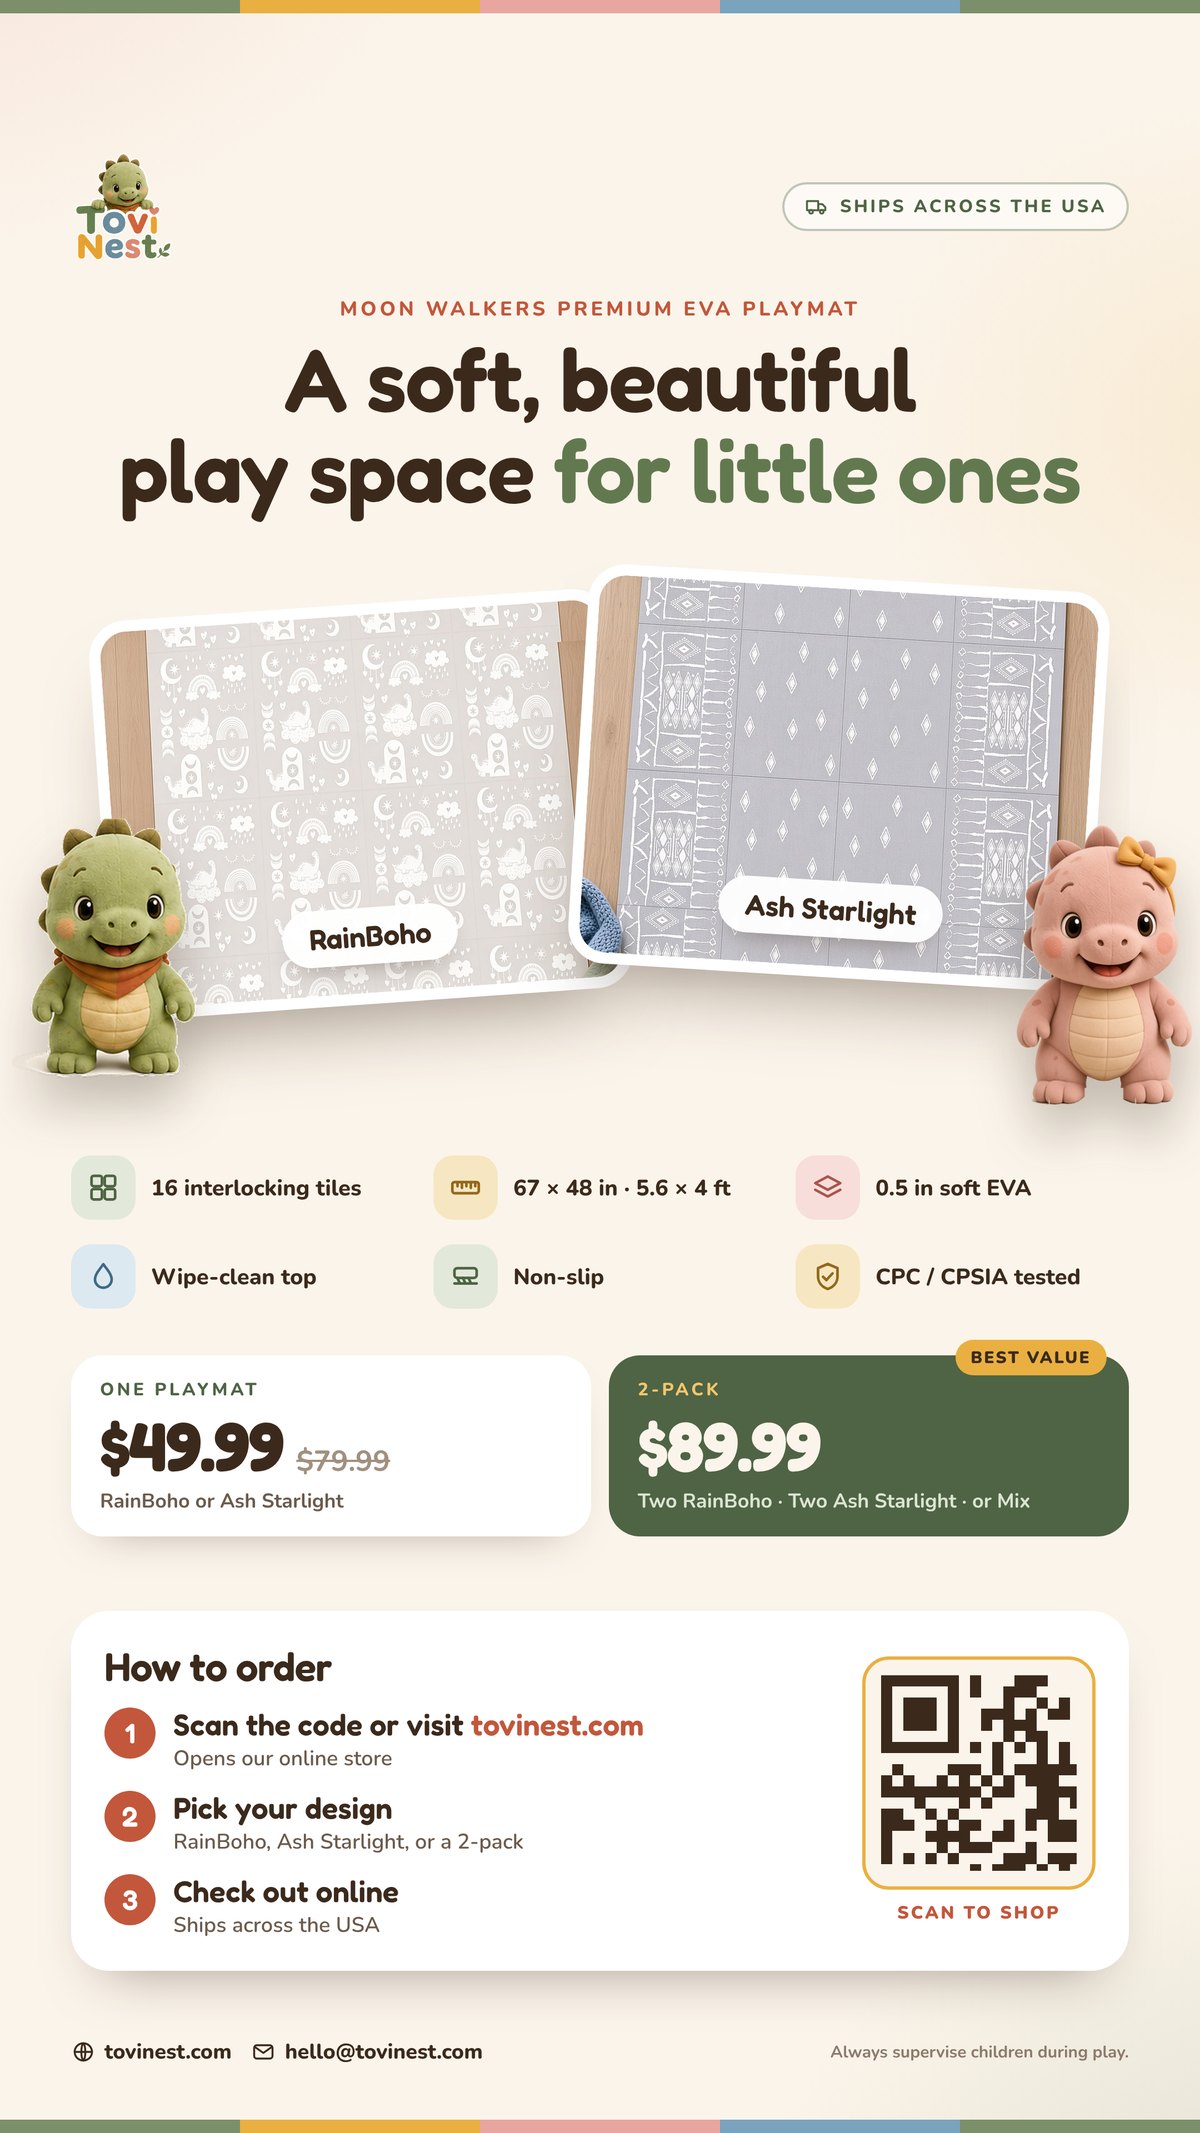 Tovi
Nest
SHIPS ACROSS THE USA
MOON WALKERS PREMIUM EVA PLAYMAT
A soft, beautiful
play space for little ones
RainBoho
Ash Starlight
16 interlocking tiles
67 × 48 in · 5.6 × 4 ft
0.5 in soft EVA
Wipe-clean top
Non-slip
CPC / CPSIA tested
ONE PLAYMAT
$49.99 $79.99
RainBoho or Ash Starlight
BEST VALUE
2-PACK
$89.99
Two RainBoho · Two Ash Starlight · or Mix
How to order
1 Scan the code or visit tovinest.com
Opens our online store
2 Pick your design
RainBoho, Ash Starlight, or a 2-pack
3 Check out online
Ships across the USA
SCAN TO SHOP
tovinest.com hello@tovinest.com
Always supervise children during play.